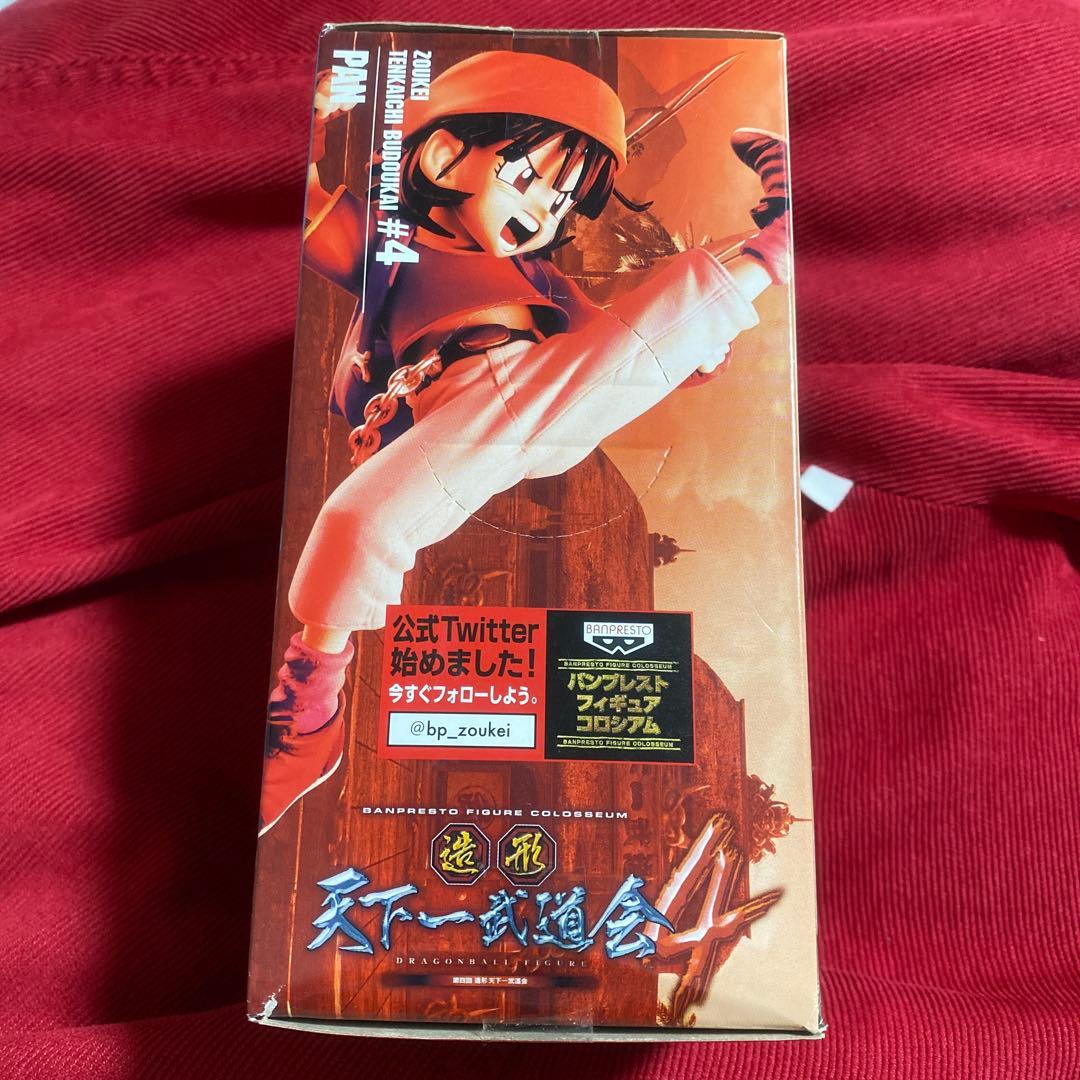 ZOUKEI
TENKAICHI BUDOUKAI #4
PAN
公式Twitter
始めました!
今すぐフォローしよう。
@bp_zoukei
BANPRESTO
BANPRESTO FIGURE COLOSSEUM
バンプレスト
フィギュア
コロシアム
BANPRESTO FIGURE COLOSSEUM
BANPRESTO FIGURE COLOSSEUM
造形
天下一武道会4
DRAGONBALL FIGURE
第四回 造形 天下一武道会